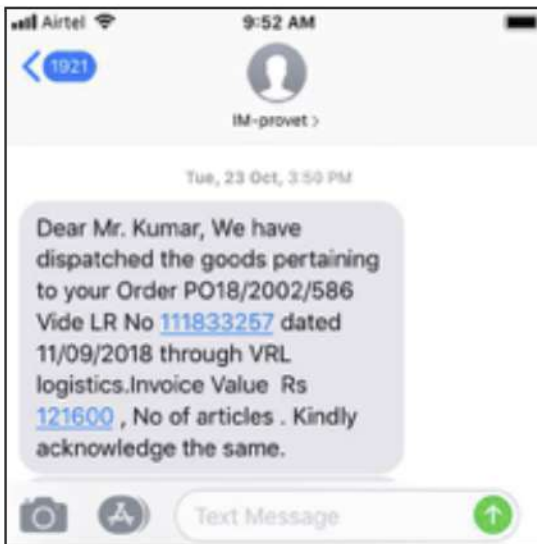 Airtel 9:52 AM
1921
IM-provet >
Tue, 23 Oct, 3:50 PM
Dear Mr. Kumar, We have
dispatched the goods pertaining
to your Order PO18/2002/586
Vide LR No 111833257 dated
11/09/2018 through VRL
logistics.Invoice Value Rs
121600 , No of articles . Kindly
acknowledge the same.
Text Message